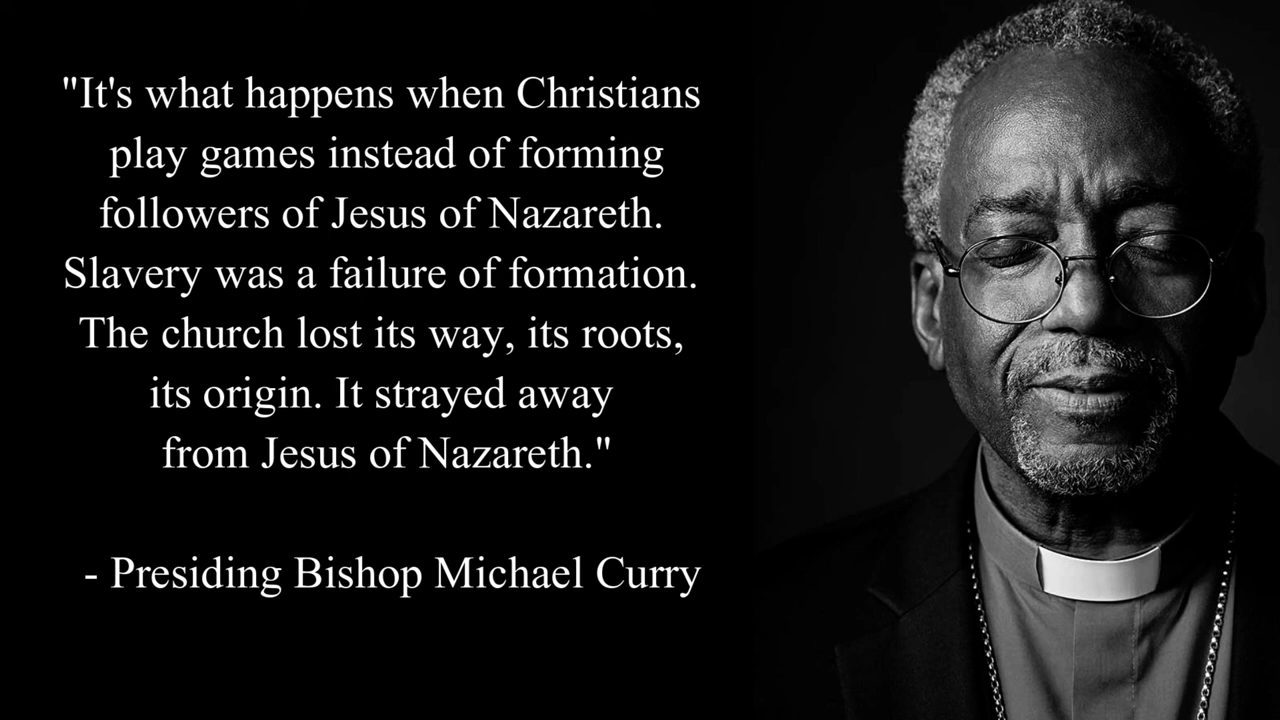 "It's what happens when Christians
play games instead of forming
followers of Jesus of Nazareth.
Slavery was a failure of formation.
The church lost its way, its roots,
its origin. It strayed away
from Jesus of Nazareth."
- Presiding Bishop Michael Curry